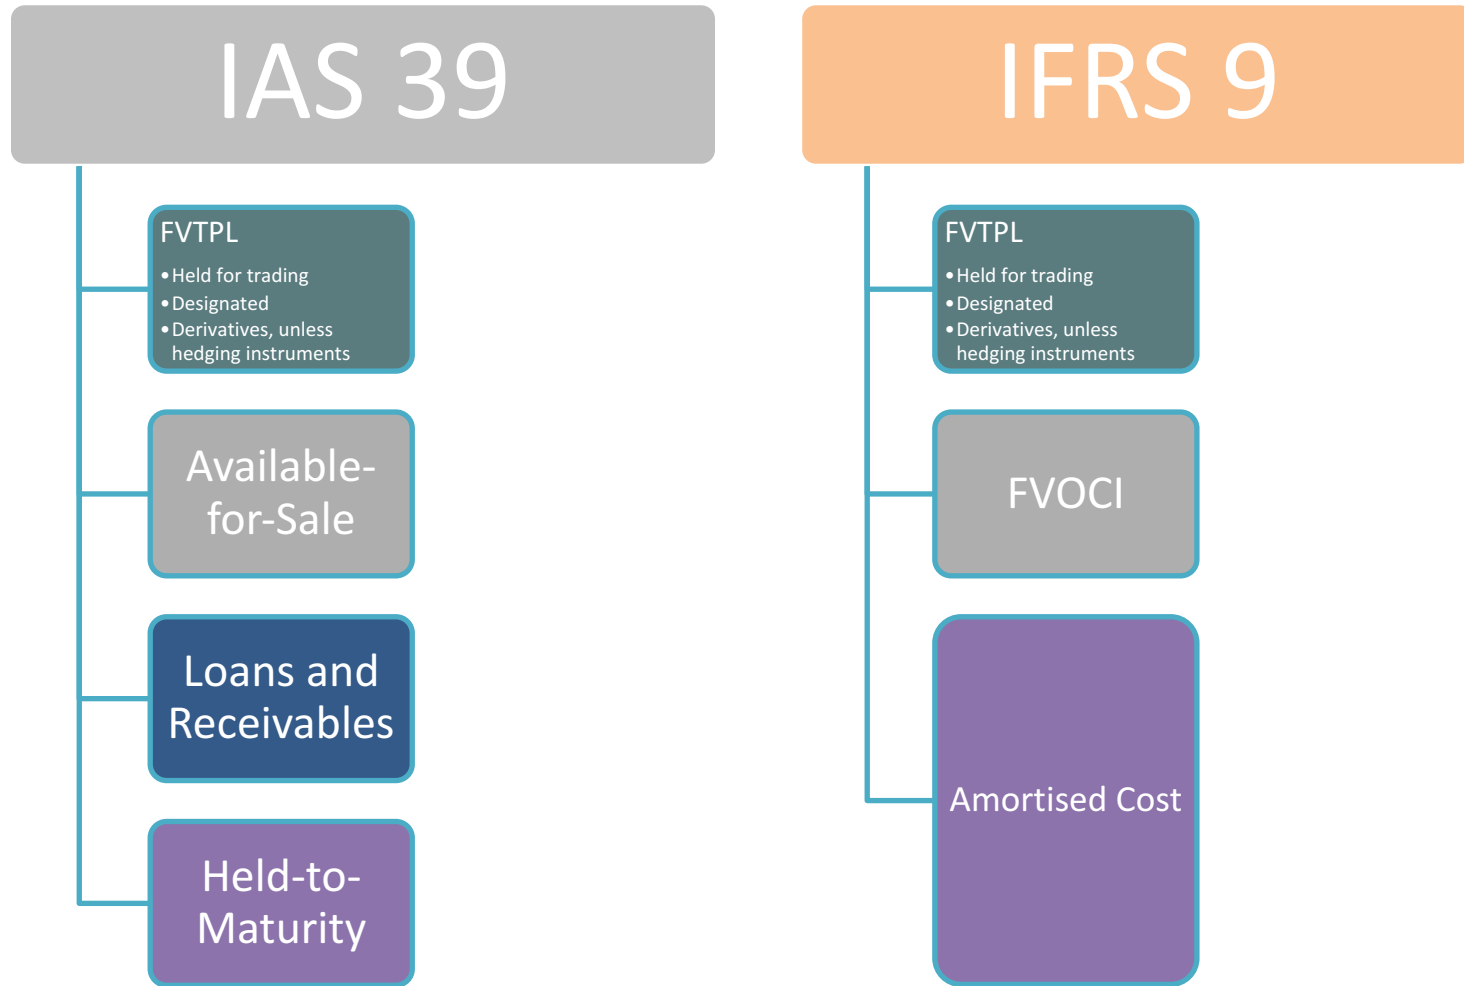 IAS 39
FVTPL
•Held for trading
•Designated
•Derivatives, unless
hedging instruments
Available-
for-Sale
Loans and
Receivables
Held-to-
Maturity
IFRS 9
FVTPL
•Held for trading
•Designated
•Derivatives, unless
hedging instruments
FVOCI
Amortised Cost